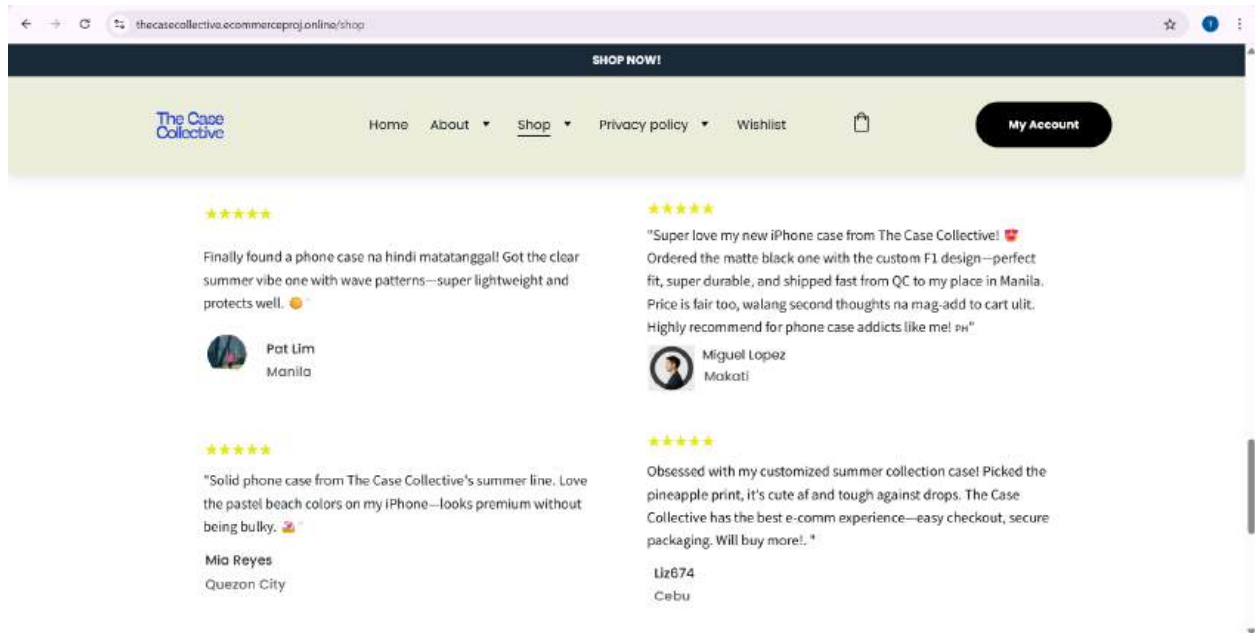 thecasecollective.ecommerceproj.online/shop
SHOP NOW!
The Case
Collective
Home About Shop Privacy policy Wishlist My Account
★★★★★
Finally found a phone case na hindi matatanggal! Got the clear
summer vibe one with wave patterns—super lightweight and
protects well. "
Pat Lim
Manila
★★★★★
"Super love my new iPhone case from The Case Collective! 
Ordered the matte black one with the custom F1 design—perfect
fit, super durable, and shipped fast from QC to my place in Manila.
Price is fair too, walang second thoughts na mag-add to cart ulit.
Highly recommend for phone case addicts like me! PH"
Miguel Lopez
Makati
★★★★★
"Solid phone case from The Case Collective's summer line. Love
the pastel beach colors on my iPhone—looks premium without
being bulky. 🏖️"
Mia Reyes
Quezon City
★★★★★
Obsessed with my customized summer collection case! Picked the
pineapple print, it's cute af and tough against drops. The Case
Collective has the best e-comm experience—easy checkout, secure
packaging. Will buy more!. "
Liz674
Cebu